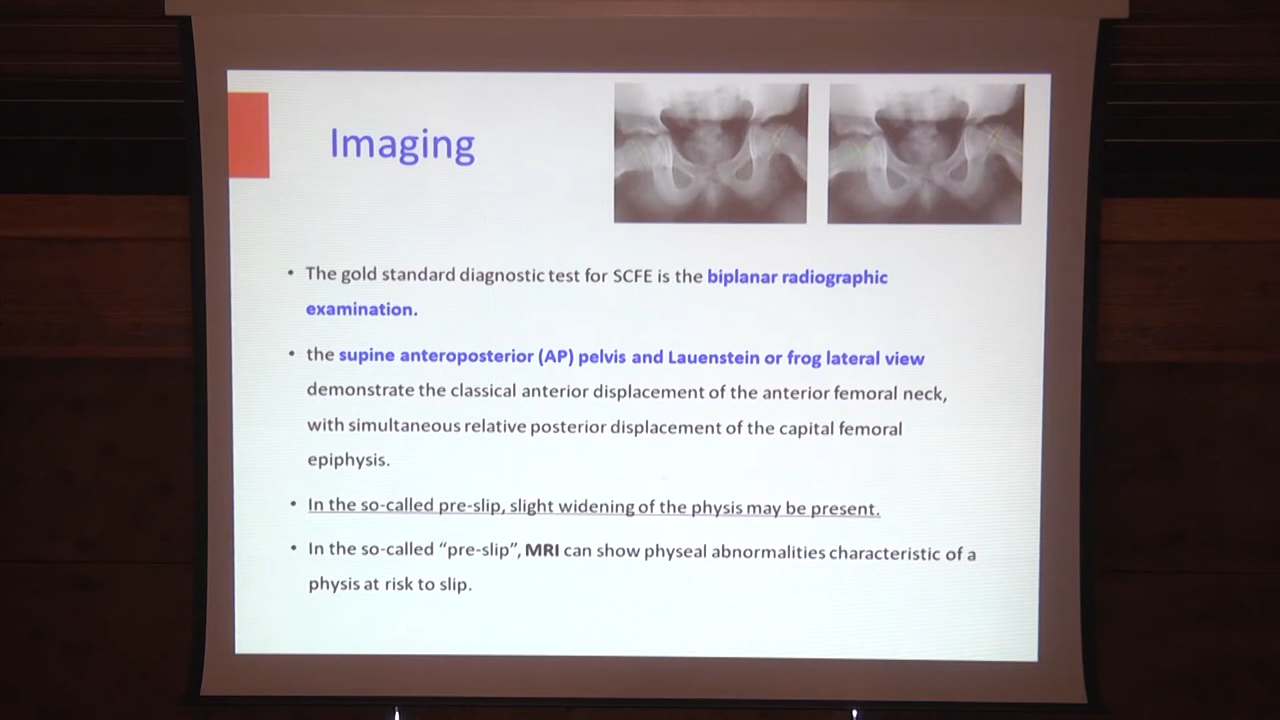 Imaging
• The gold standard diagnostic test for SCFE is the biplanar radiographic
examination.
• the supine anteroposterior (AP) pelvis and Lauenstein or frog lateral view
demonstrate the classical anterior displacement of the anterior femoral neck,
with simultaneous relative posterior displacement of the capital femoral
epiphysis.
• In the so-called pre-slip, slight widening of the physis may be present.
• In the so-called “pre-slip”, MRI can show physeal abnormalities characteristic of a
physis at risk to slip.